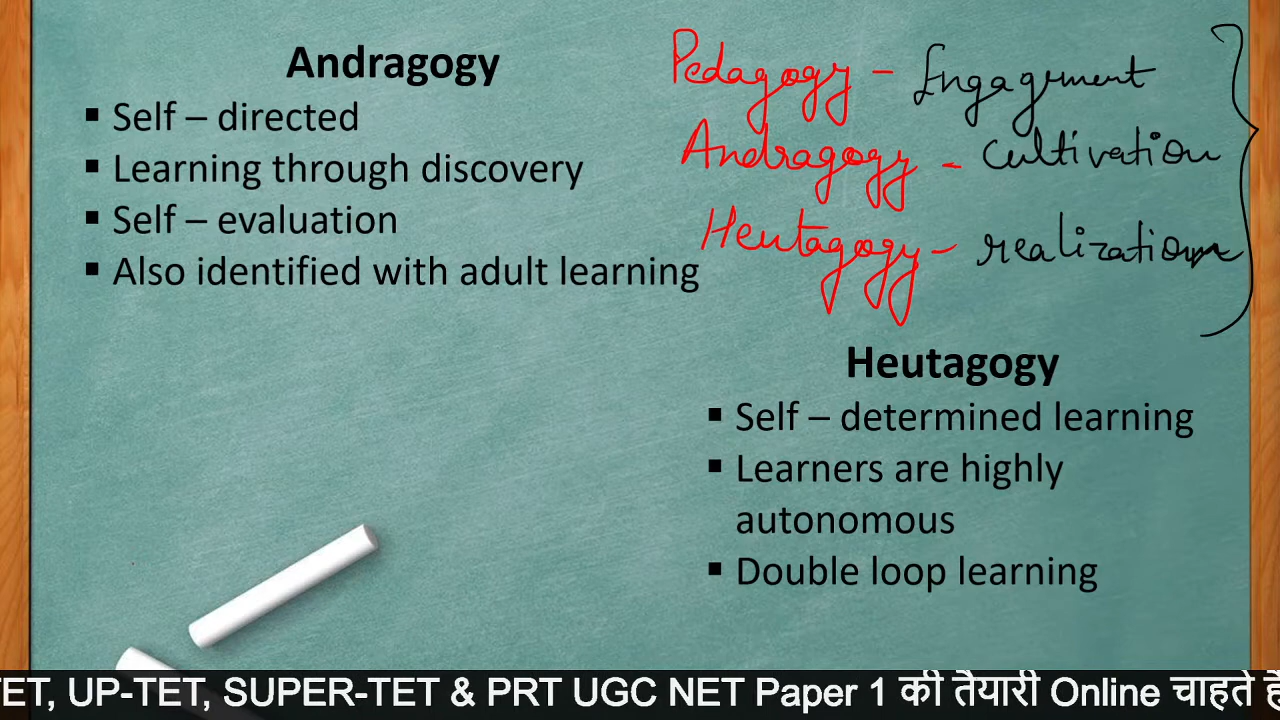 Andragogy
▪ Self – directed
▪ Learning through discovery
▪ Self – evaluation
▪ Also identified with adult learning
Pedagogy – Engagement
Andragogy – cultivation
Heutagogy – realization
Heutagogy
▪ Self – determined learning
▪ Learners are highly
autonomous
▪ Double loop learning
TET, UP-TET, SUPER-TET & PRT UGC NET Paper 1 की तैयारी Online चाहते हैं